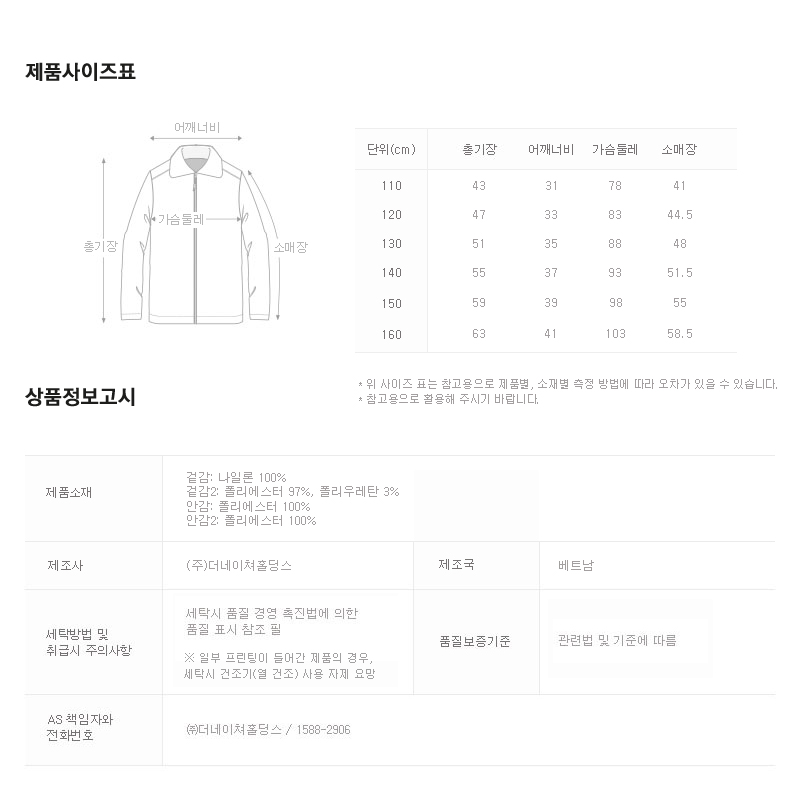 제품사이즈표
어깨너비
가슴둘레
총기장
소매장
단위(cm) 총기장 어깨너비 가슴둘레 소매장
110 43 31 78 41
120 47 33 83 44.5
130 51 35 88 48
140 55 37 93 51.5
150 59 39 98 55
160 63 41 103 58.5
* 위 사이즈 표는 참고용으로 제품별, 소재별 측정 방법에 따라 오차가 있을 수 있습니다.
* 참고용으로 활용해 주시기 바랍니다.
상품정보고시
제품소재
겉감: 나일론 100%
겉감2: 폴리에스터 97%, 폴리우레탄 3%
안감: 폴리에스터 100%
안감2: 폴리에스터 100%
제조사 (주)더네이쳐홀딩스 제조국 베트남
세탁방법 및
취급시 주의사항
세탁시 품질 경영 촉진법에 의한
품질 표시 참조 필
※ 일부 프린팅이 들어간 제품의 경우,
세탁시 건조기(열 건조) 사용 자제 요망
품질보증기준 관련법 및 기준에 따름
AS 책임자와
전화번호
㈜더네이쳐홀딩스 / 1588-2906